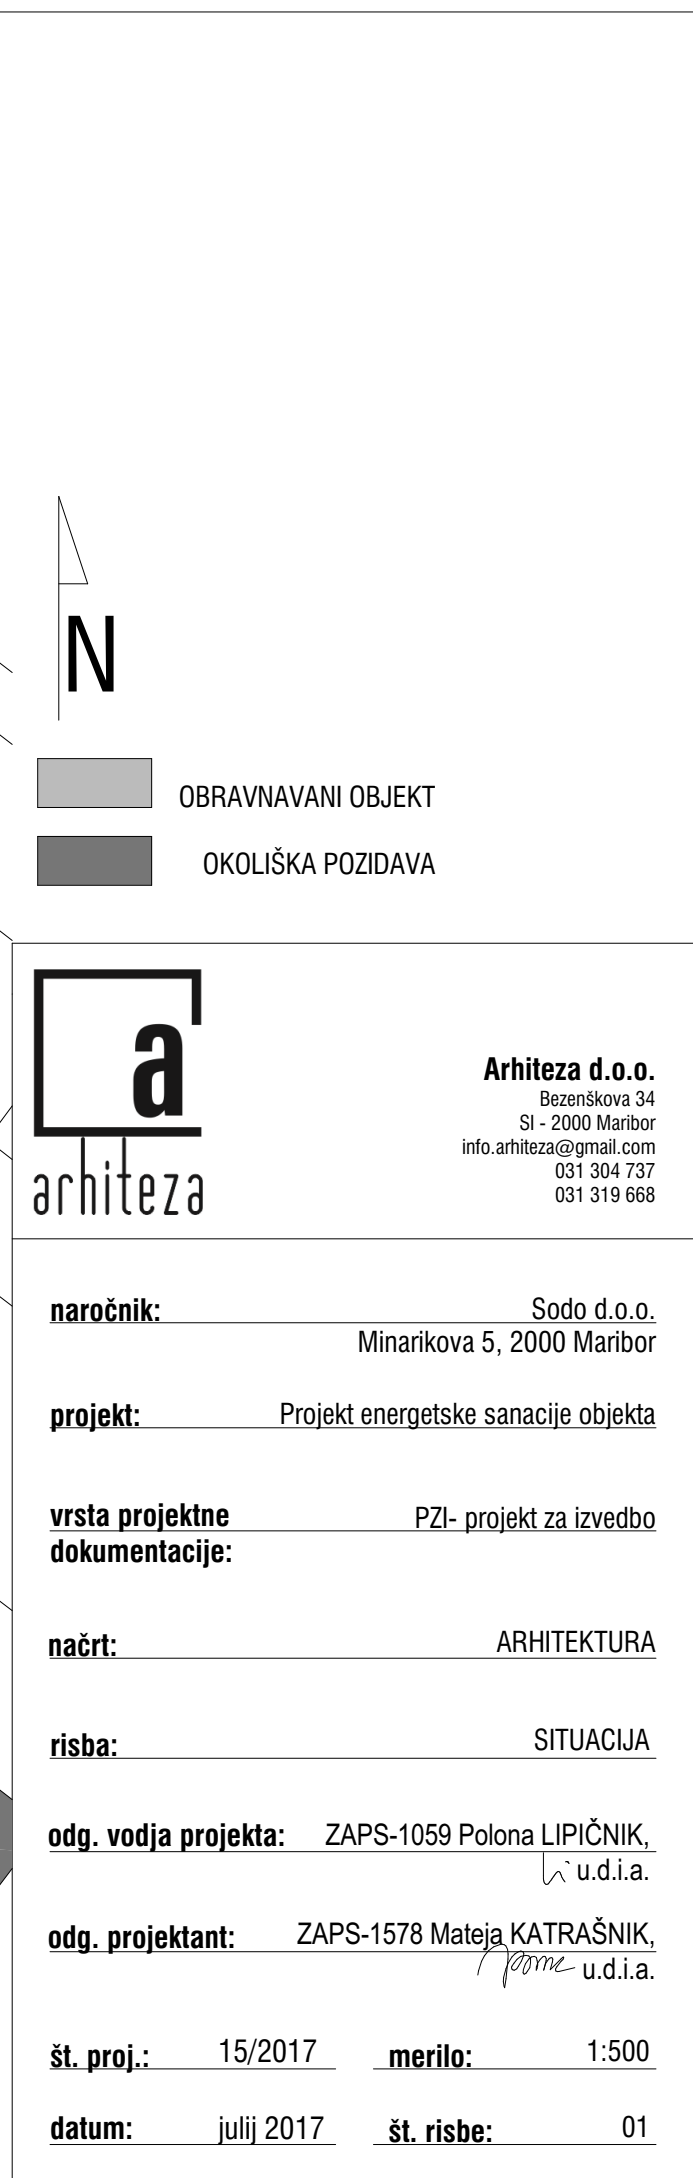 N
OBRAVNAVANI OBJEKT
OKOLIŠKA POZIDAVA
a
arhiteza
Arhiteza d.o.o.
Bezenškova 34
SI - 2000 Maribor
info.arhiteza@gmail.com
031 304 737
031 319 668
naročnik: Sodo d.o.o.
Minarikova 5, 2000 Maribor
projekt: Projekt energetske sanacije objekta
vrsta projektne PZI- projekt za izvedbo
dokumentacije:
načrt: ARHITEKTURA
risba: SITUACIJA
odg. vodja projekta: ZAPS-1059 Polona LIPIČNIK,
u.d.i.a.
odg. projektant: ZAPS-1578 Mateja KATRAŠNIK,
u.d.i.a.
št. proj.: 15/2017 merilo: 1:500
datum: julij 2017 št. risbe: 01